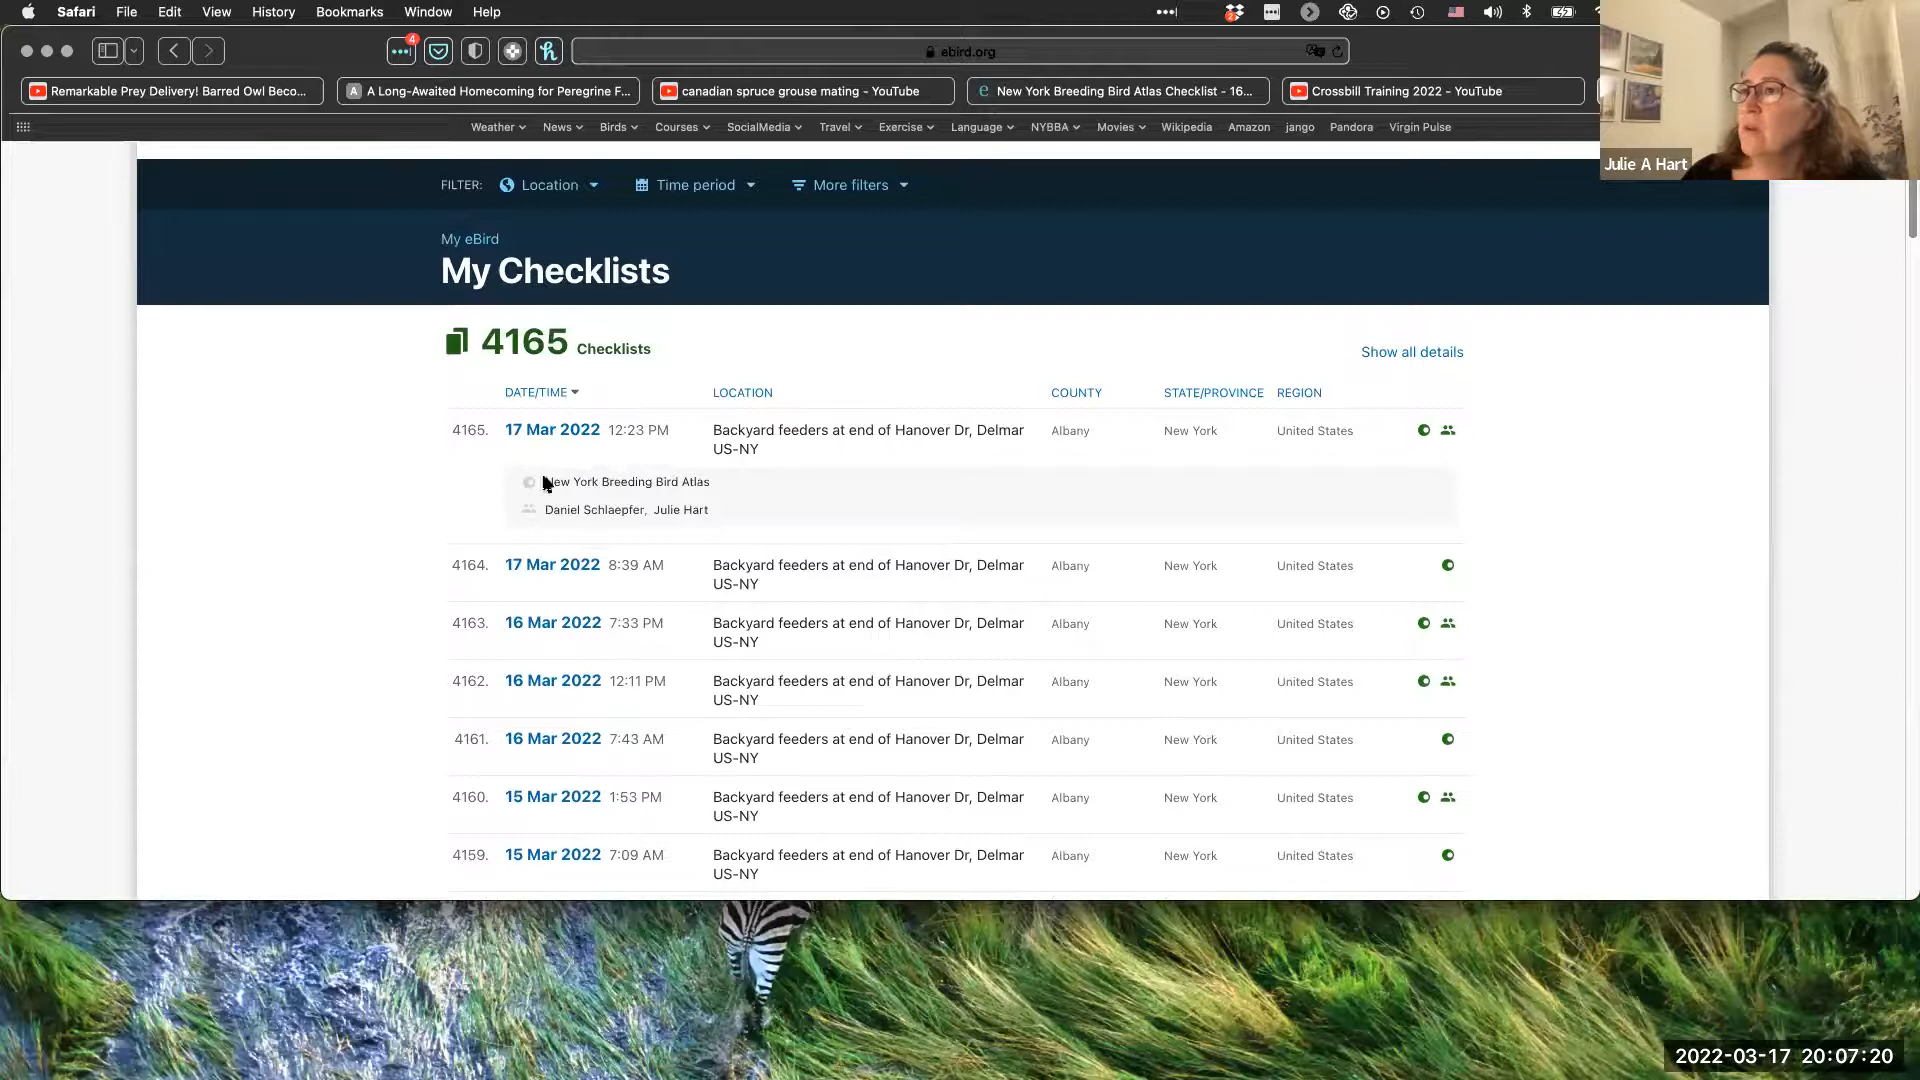 Safari File Edit View History Bookmarks Window Help
2
4
ebird.org
Remarkable Prey Delivery! Barred Owl Beco...
A Long-Awaited Homecoming for Peregrine F...
canadian spruce grouse mating - YouTube
New York Breeding Bird Atlas Checklist - 16...
Crossbill Training 2022 - YouTube
Weather News Birds Courses SocialMedia Travel Exercise Language NYBBA Movies Wikipedia Amazon jango Pandora Virgin Pulse
Julie A Hart
FILTER: Location Time period More filters
My eBird
My Checklists
4165 Checklists
Show all details
DATE/TIME LOCATION COUNTY STATE/PROVINCE REGION
4165. 17 Mar 2022 12:23 PM Backyard feeders at end of Hanover Dr, Delmar Albany New York United States
US-NY
New York Breeding Bird Atlas
Daniel Schlaepfer, Julie Hart
4164. 17 Mar 2022 8:39 AM Backyard feeders at end of Hanover Dr, Delmar Albany New York United States
US-NY
4163. 16 Mar 2022 7:33 PM Backyard feeders at end of Hanover Dr, Delmar Albany New York United States
US-NY
4162. 16 Mar 2022 12:11 PM Backyard feeders at end of Hanover Dr, Delmar Albany New York United States
US-NY
4161. 16 Mar 2022 7:43 AM Backyard feeders at end of Hanover Dr, Delmar Albany New York United States
US-NY
4160. 15 Mar 2022 1:53 PM Backyard feeders at end of Hanover Dr, Delmar Albany New York United States
US-NY
4159. 15 Mar 2022 7:09 AM Backyard feeders at end of Hanover Dr, Delmar Albany New York United States
US-NY
2022-03-17 20:07:20